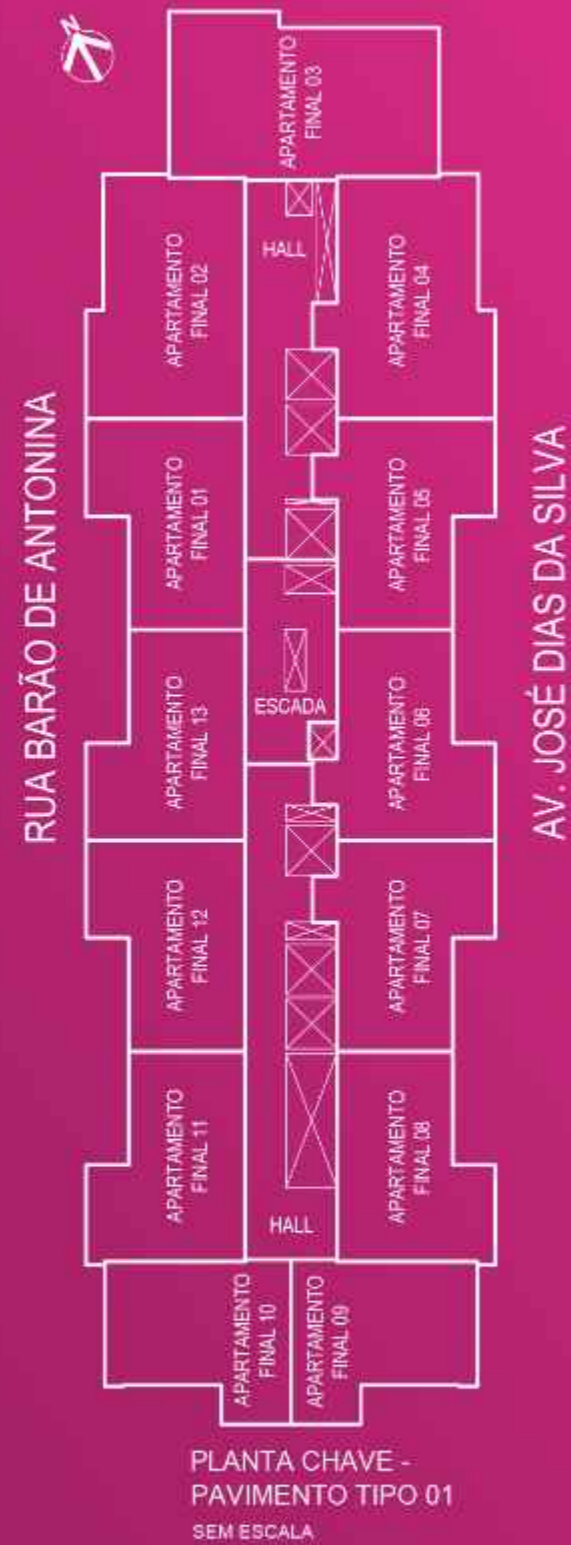 N
APARTAMENTO
FINAL 03
HALL
APARTAMENTO
FINAL 02
APARTAMENTO
FINAL 04
RUA BARÃO DE ANTONINA
APARTAMENTO
FINAL 01
APARTAMENTO
FINAL 05
AV. JOSÉ DIAS DA SILVA
ESCADA
APARTAMENTO
FINAL 13
APARTAMENTO
FINAL 06
APARTAMENTO
FINAL 12
APARTAMENTO
FINAL 07
APARTAMENTO
FINAL 11
APARTAMENTO
FINAL 08
HALL
APARTAMENTO
FINAL 10
APARTAMENTO
FINAL 09
PLANTA CHAVE -
PAVIMENTO TIPO 01
SEM ESCALA